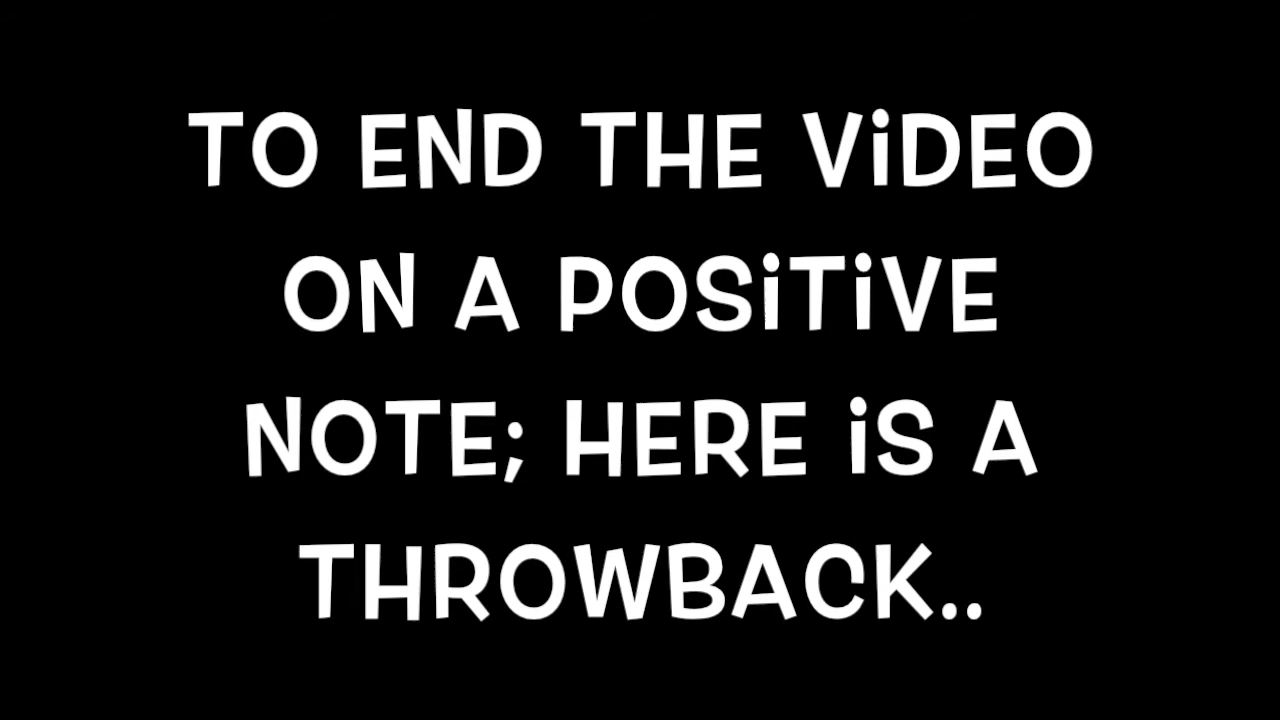 TO END THE ViDEO
ON A POSiTiVE
NOTE; HERE iS A
THROWBACK..